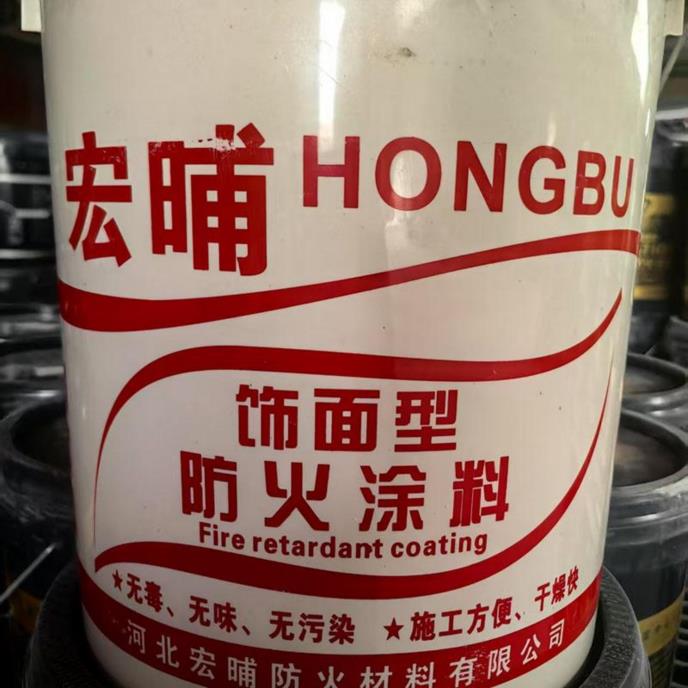 宏晡 HONGBU
饰面型
防火涂料
Fire retardant coating
★无毒、无味、无污染 ★施工方便、干燥快
河北宏晡防火材料有限公司